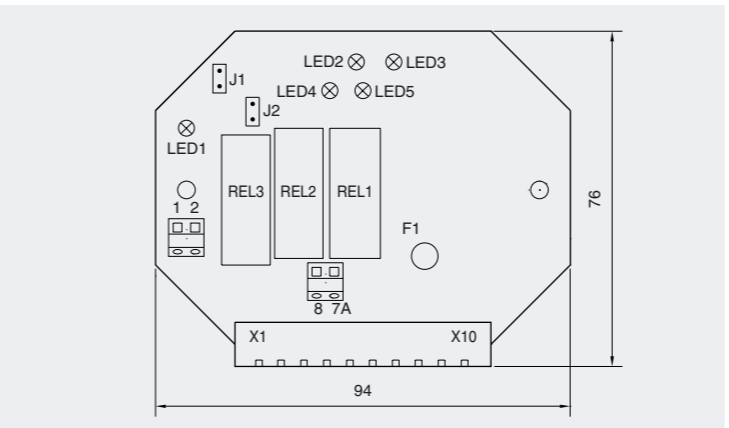 LED2 LED3
J1
LED4 LED5
J2
LED1
REL3 REL2 REL1
1 2
76
F1
8 7A
X1 X10
94